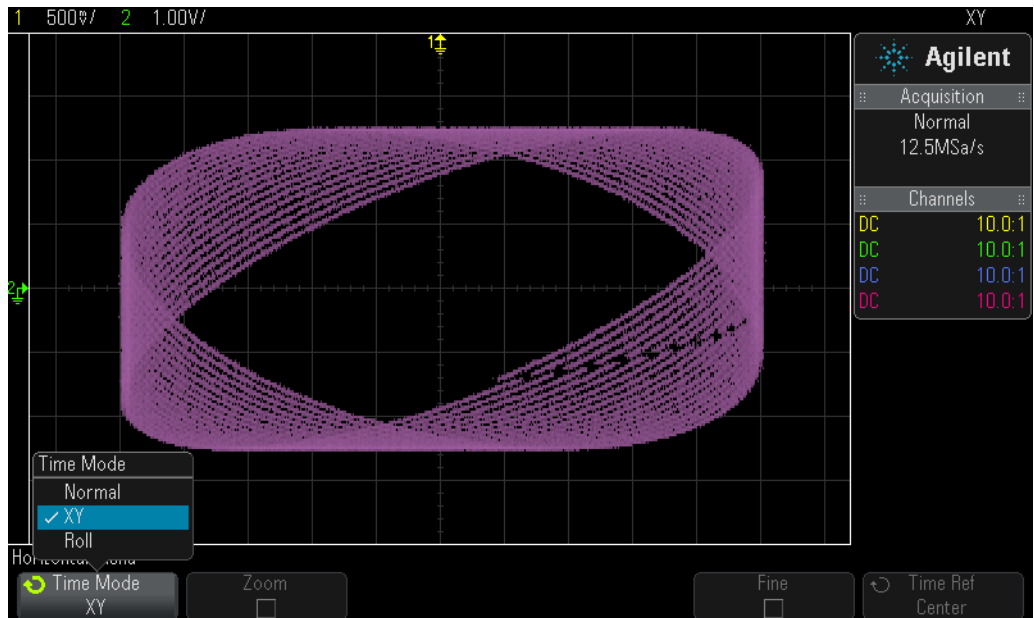 1 500mV/ 2 1.00V/ XY
1
Agilent
Acquisition
Normal
12.5MSa/s
Channels
DC 10.0:1
DC 10.0:1
DC 10.0:1
DC 10.0:1
2
Time Mode
Normal
XY
Roll
Time Mode
XY
Zoom
Fine
Time Ref
Center